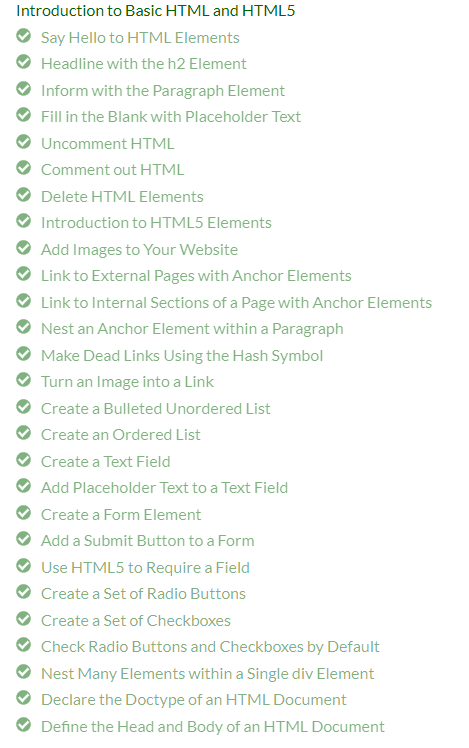 Introduction to Basic HTML and HTML5
Say Hello to HTML Elements
Headline with the h2 Element
Inform with the Paragraph Element
Fill in the Blank with Placeholder Text
Uncomment HTML
Comment out HTML
Delete HTML Elements
Introduction to HTML5 Elements
Add Images to Your Website
Link to External Pages with Anchor Elements
Link to Internal Sections of a Page with Anchor Elements
Nest an Anchor Element within a Paragraph
Make Dead Links Using the Hash Symbol
Turn an Image into a Link
Create a Bulleted Unordered List
Create an Ordered List
Create a Text Field
Add Placeholder Text to a Text Field
Create a Form Element
Add a Submit Button to a Form
Use HTML5 to Require a Field
Create a Set of Radio Buttons
Create a Set of Checkboxes
Check Radio Buttons and Checkboxes by Default
Nest Many Elements within a Single div Element
Declare the Doctype of an HTML Document
Define the Head and Body of an HTML Document